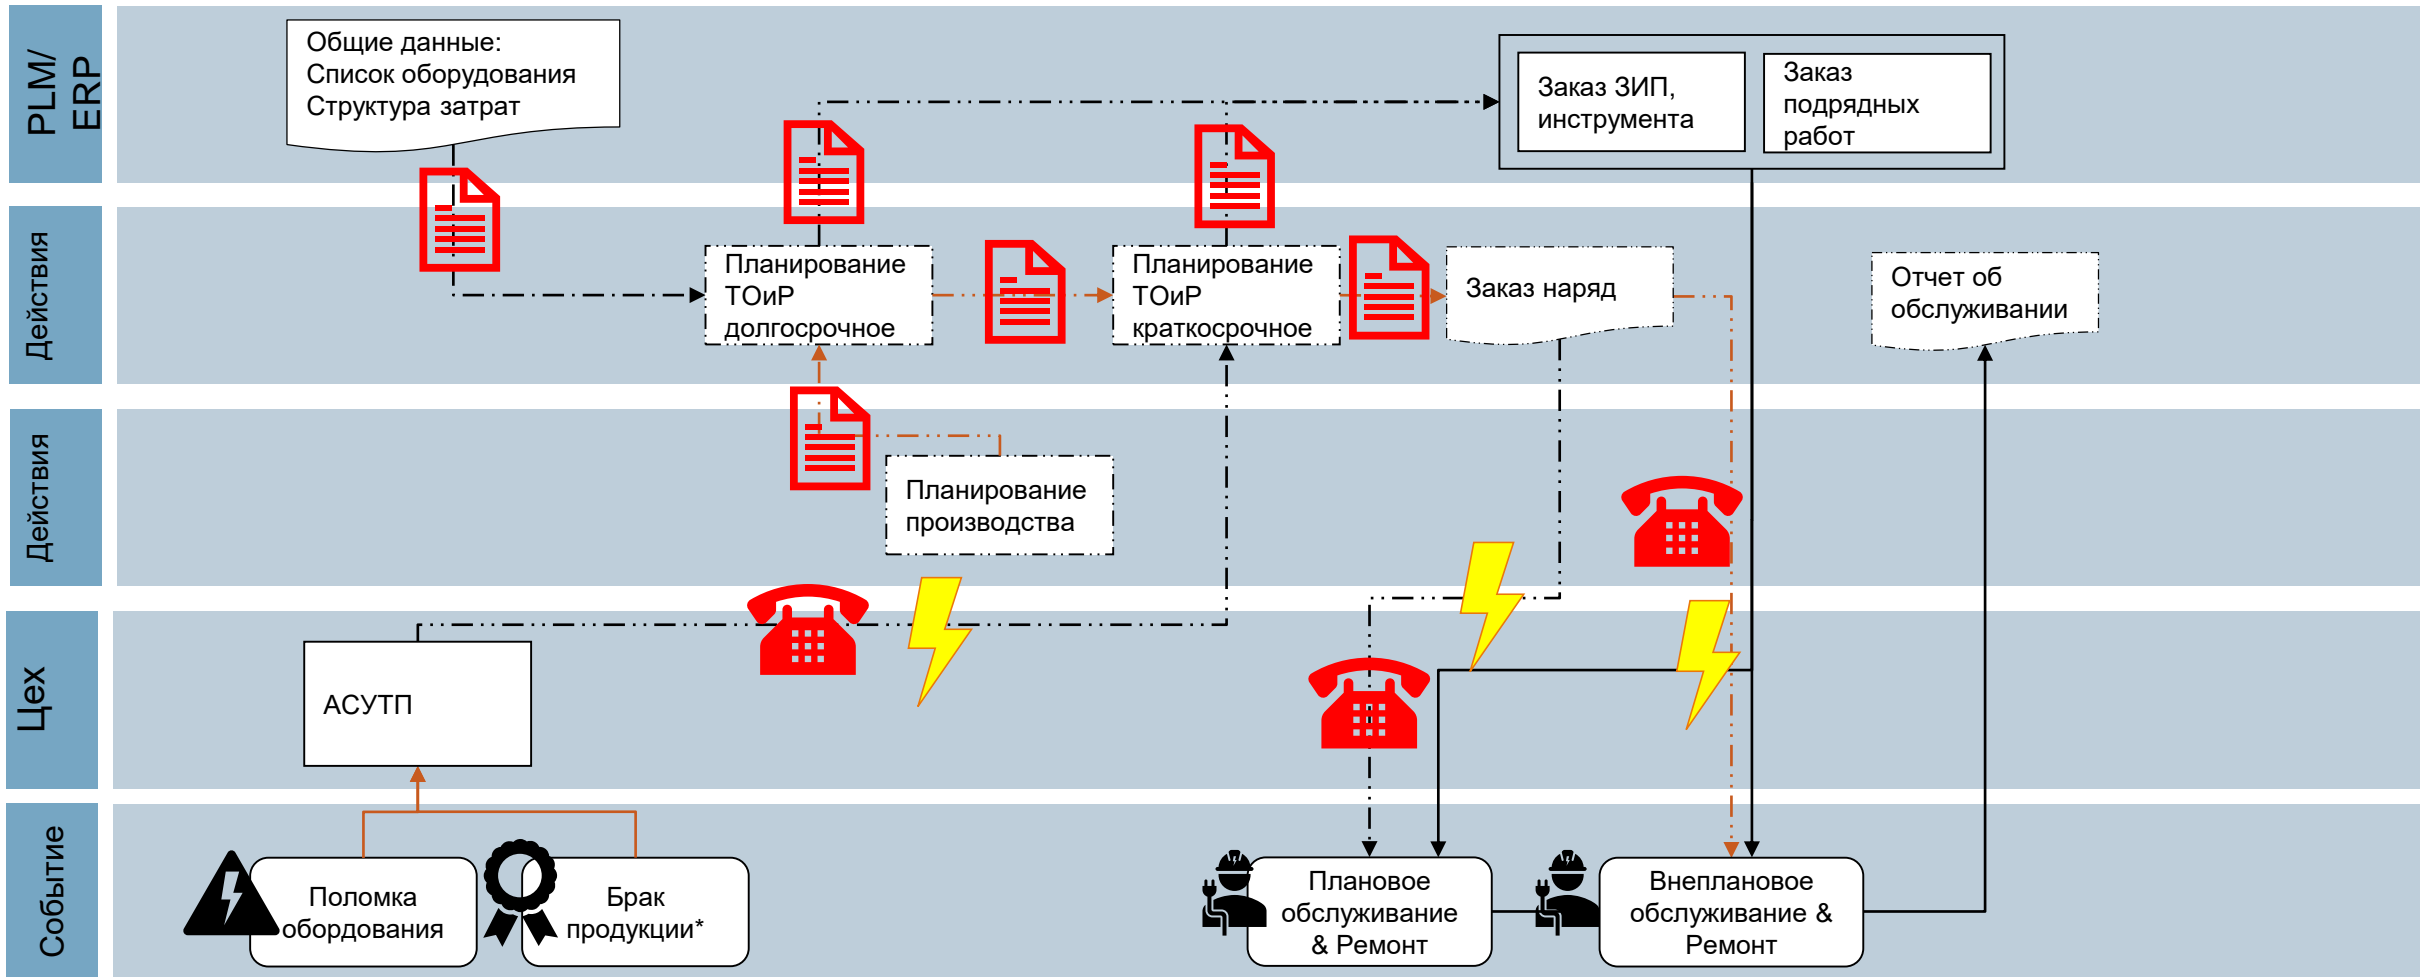 PLM/
ERP
Общие данные:
Список оборудования
Структура затрат
Заказ ЗИП,
инструмента
Заказ
подрядных
работ
Действия
Планирование
ТОиР
долгосрочное
Планирование
ТОиР
краткосрочное
Заказ наряд
Отчет об
обслуживании
Действия
Планирование
производства
Цех
АСУТП
Событие
Поломка
обордования
Брак
продукции*
Плановое
обслуживание
& Ремонт
Внеплановое
обслуживание &
Ремонт